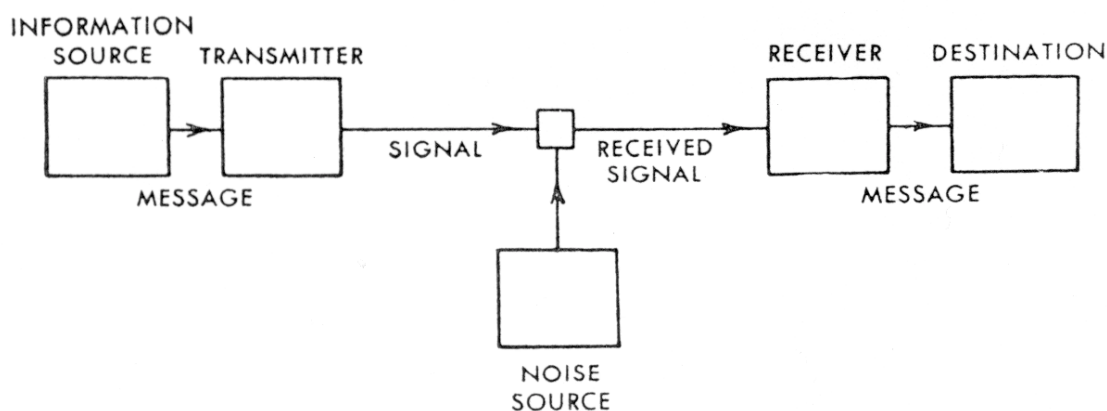 INFORMATION
SOURCE
TRANSMITTER
RECEIVER
DESTINATION
SIGNAL
RECEIVED
SIGNAL
MESSAGE
MESSAGE
NOISE
SOURCE